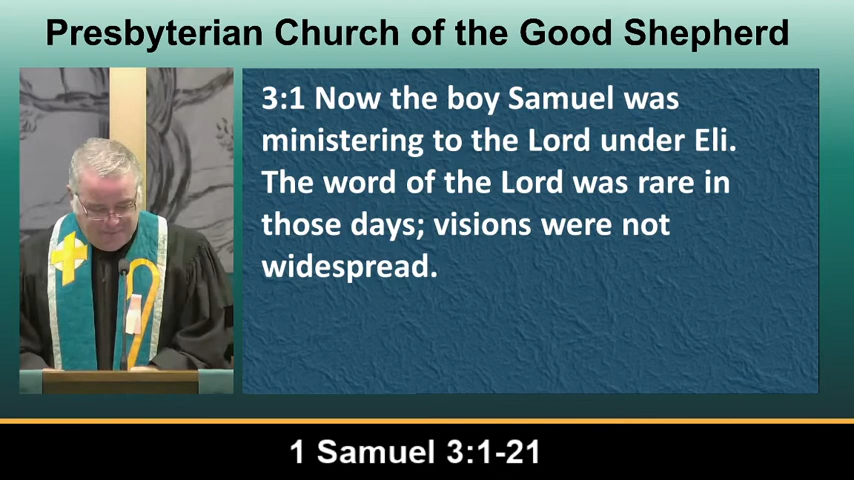 Presbyterian Church of the Good Shepherd
3:1 Now the boy Samuel was
ministering to the Lord under Eli.
The word of the Lord was rare in
those days; visions were not
widespread.
1 Samuel 3:1-21